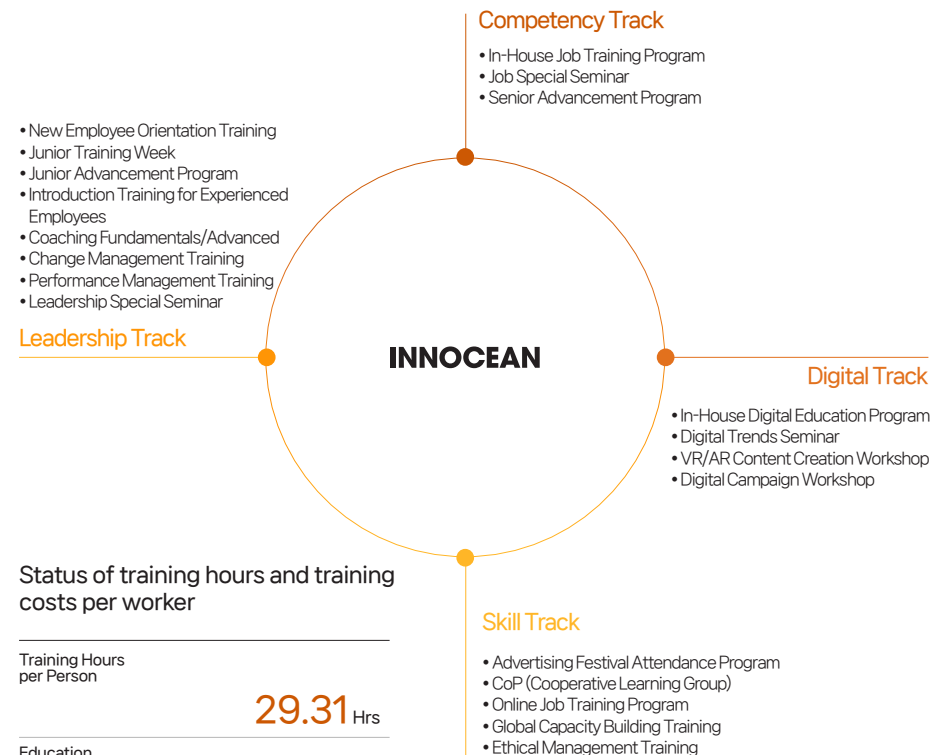 Competency Track
• In-House Job Training Program
• Job Special Seminar
• Senior Advancement Program
• New Employee Orientation Training
• Junior Training Week
• Junior Advancement Program
• Introduction Training for Experienced
Employees
• Coaching Fundamentals/Advanced
• Change Management Training
• Performance Management Training
• Leadership Special Seminar
Leadership Track
INNOCEAN
Digital Track
• In-House Digital Education Program
• Digital Trends Seminar
• VR/AR Content Creation Workshop
• Digital Campaign Workshop
Status of training hours and training
costs per worker
Training Hours
per Person
29.31 Hrs
Education
Skill Track
• Advertising Festival Attendance Program
• CoP (Cooperative Learning Group)
• Online Job Training Program
• Global Capacity Building Training
• Ethical Management Training